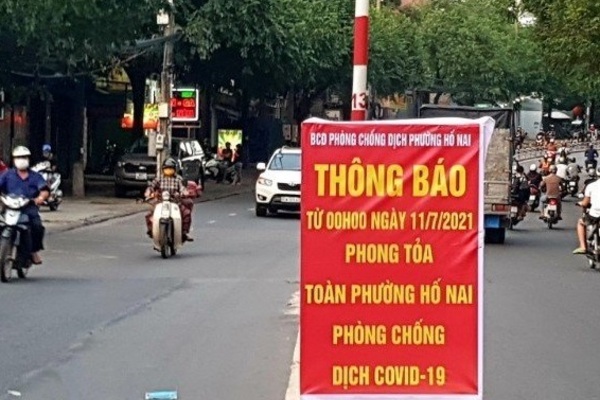 13
BCĐ PHÒNG CHỐNG DỊCH PHƯỜNG HỐ NAI
THÔNG BÁO
TỪ 00H00 NGÀY 11/7/2021
PHONG TỎA
TOÀN PHƯỜNG HỐ NAI
PHÒNG CHỐNG
DỊCH COVID-19